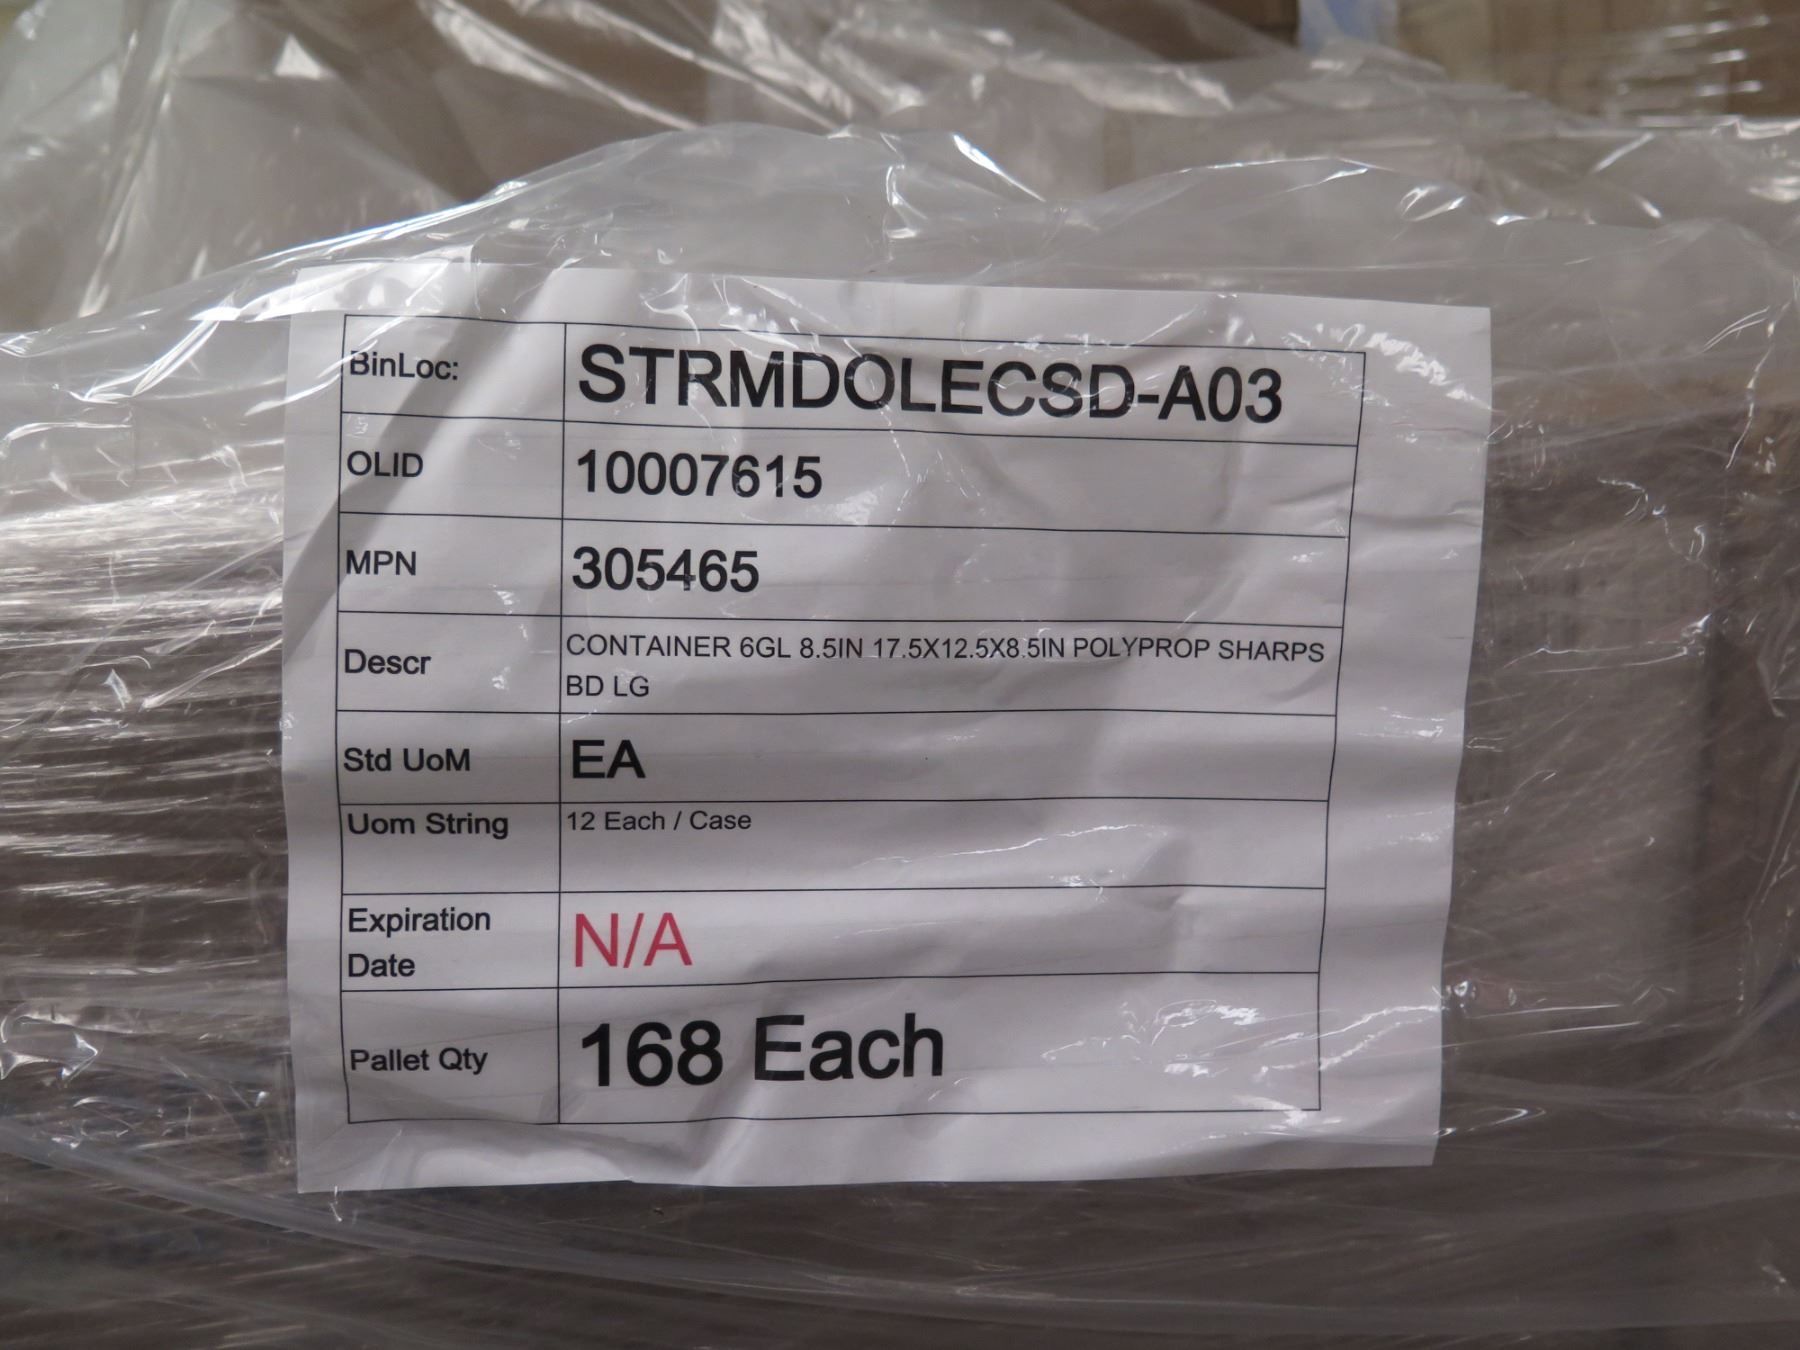 BinLoc: STRMDOLECSD-A03
OLID 10007615
MPN 305465
Descr CONTAINER 6GL 8.5IN 17.5X12.5X8.5IN POLYPROP SHARPS
BD LG
Std UoM EA
Uom String 12 Each / Case
Expiration
Date N/A
Pallet Qty 168 Each